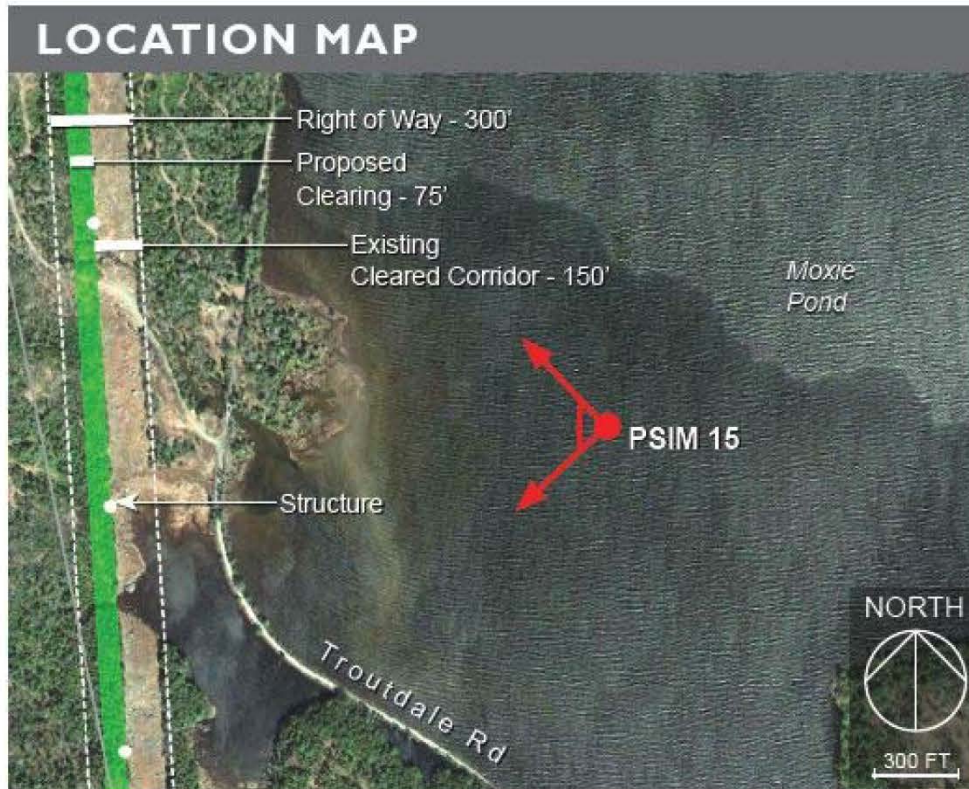 LOCATION MAP
Right of Way - 300'
Proposed
Clearing - 75'
Existing
Cleared Corridor - 150'
Moxie
Pond
PSIM 15
Structure
NORTH
Troutdale Rd
300 FT